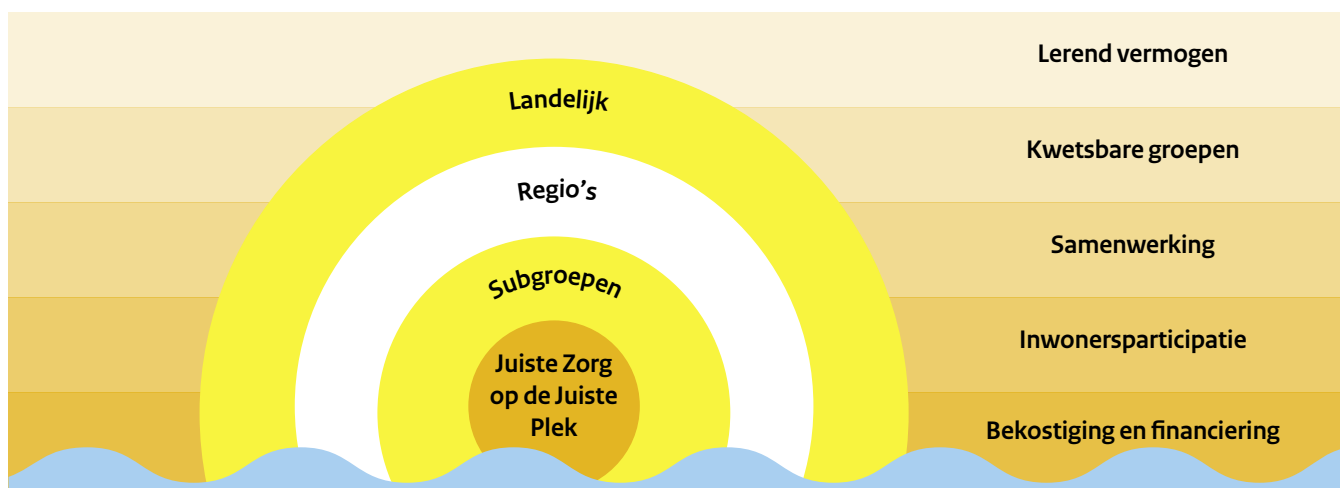 Landelijk
Regio's
Subgroepen
Juiste Zorg
op de Juiste
Plek
Lerend vermogen
Kwetsbare groepen
Samenwerking
Inwonersparticipatie
Bekostiging en financiering